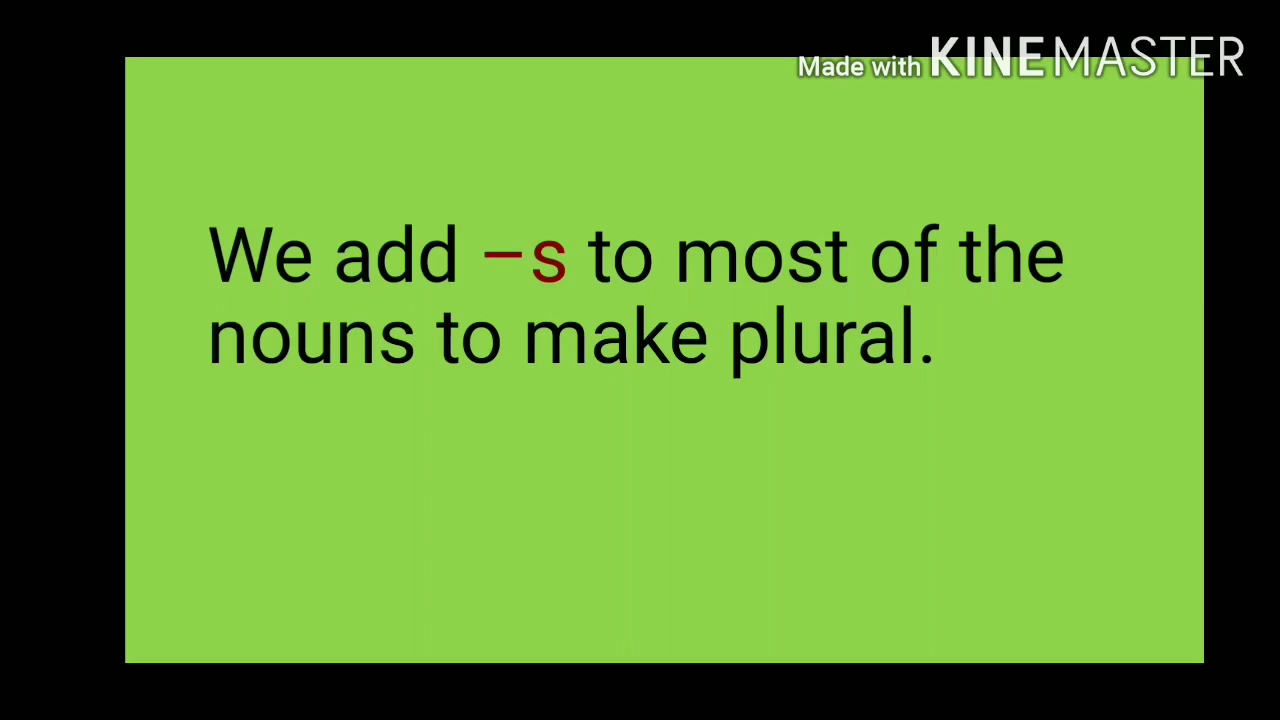 Made with KINEMASTER
We add –s to most of the
nouns to make plural.